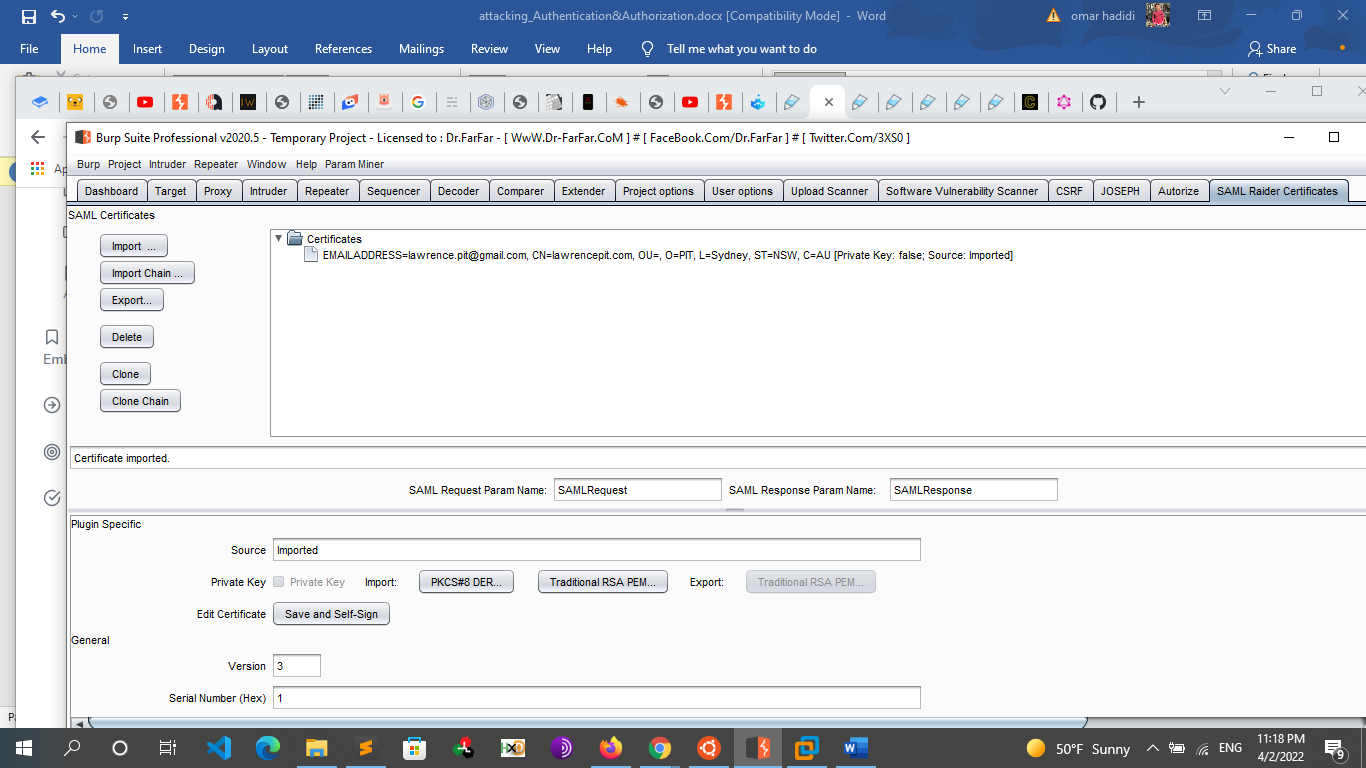 attacking_Authentication&Authorization.docx [Compatibility Mode] - Word
omar hadidi
File Home Insert Design Layout References Mailings Review View Help Tell me what you want to do Share
Burp Suite Professional v2020.5 - Temporary Project - Licensed to : Dr.FarFar - [ WwW.Dr-FarFar.CoM ] # [ FaceBook.Com/Dr.FarFar ] # [ Twitter.Com/3XS0 ]
Burp Project Intruder Repeater Window Help Param Miner
Dashboard Target Proxy Intruder Repeater Sequencer Decoder Comparer Extender Project options User options Upload Scanner Software Vulnerability Scanner CSRF JOSEPH Autorize SAML Raider Certificates
SAML Certificates
Import ...
Import Chain ...
Export...
Delete
Clone
Clone Chain
Certificates
EMAILADDRESS=lawrence.pit@gmail.com, CN=lawrencepit.com, OU=, O=PIT, L=Sydney, ST=NSW, C=AU [Private Key: false; Source: Imported]
Emb
Certificate imported.
SAML Request Param Name: SAMLRequest SAML Response Param Name: SAMLResponse
Plugin Specific
Source Imported
Private Key Private Key Import: PKCS#8 DER... Traditional RSA PEM... Export: Traditional RSA PEM...
Edit Certificate Save and Self-Sign
General
Version 3
Serial Number (Hex) 1
50°F Sunny ENG 11:18 PM
4/2/2022
9